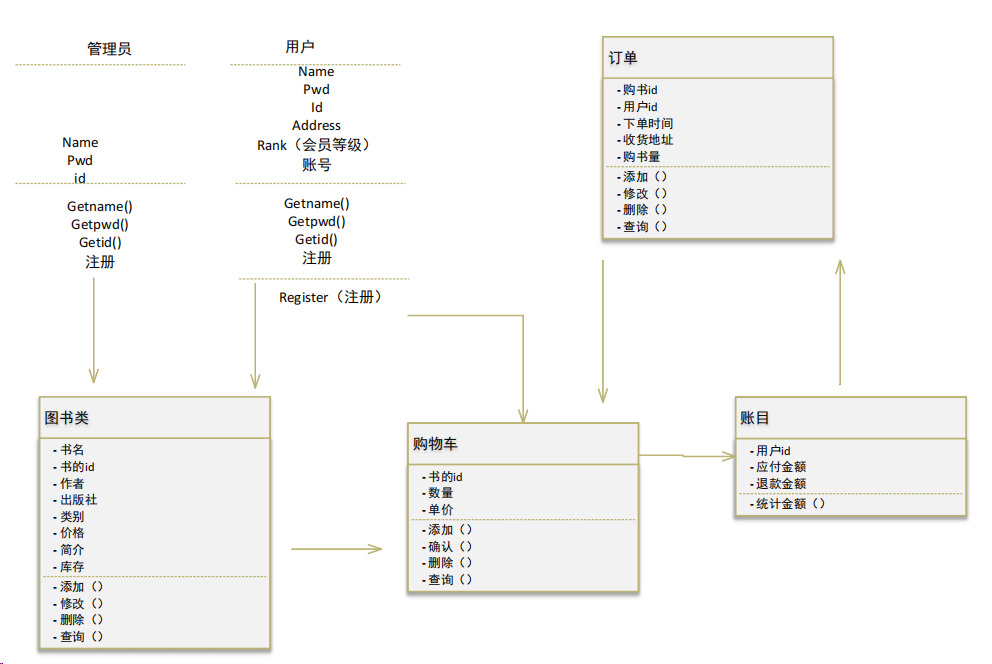 管理员
Name
Pwd
id
Getname()
Getpwd()
Getid()
注册
用户
Name
Pwd
Id
Address
Rank（会员等级）
账号
Getname()
Getpwd()
Getid()
注册
Register（注册）
订单
- 购书id
- 用户id
- 下单时间
- 收货地址
- 购书量
- 添加（）
- 修改（）
- 删除（）
- 查询（）
图书类
- 书名
- 书的id
- 作者
- 出版社
- 类别
- 价格
- 简介
- 库存
- 添加（）
- 修改（）
- 删除（）
- 查询（）
购物车
- 书的id
- 数量
- 单价
- 添加（）
- 确认（）
- 删除（）
- 查询（）
账目
- 用户id
- 应付金额
- 退款金额
- 统计金额（）